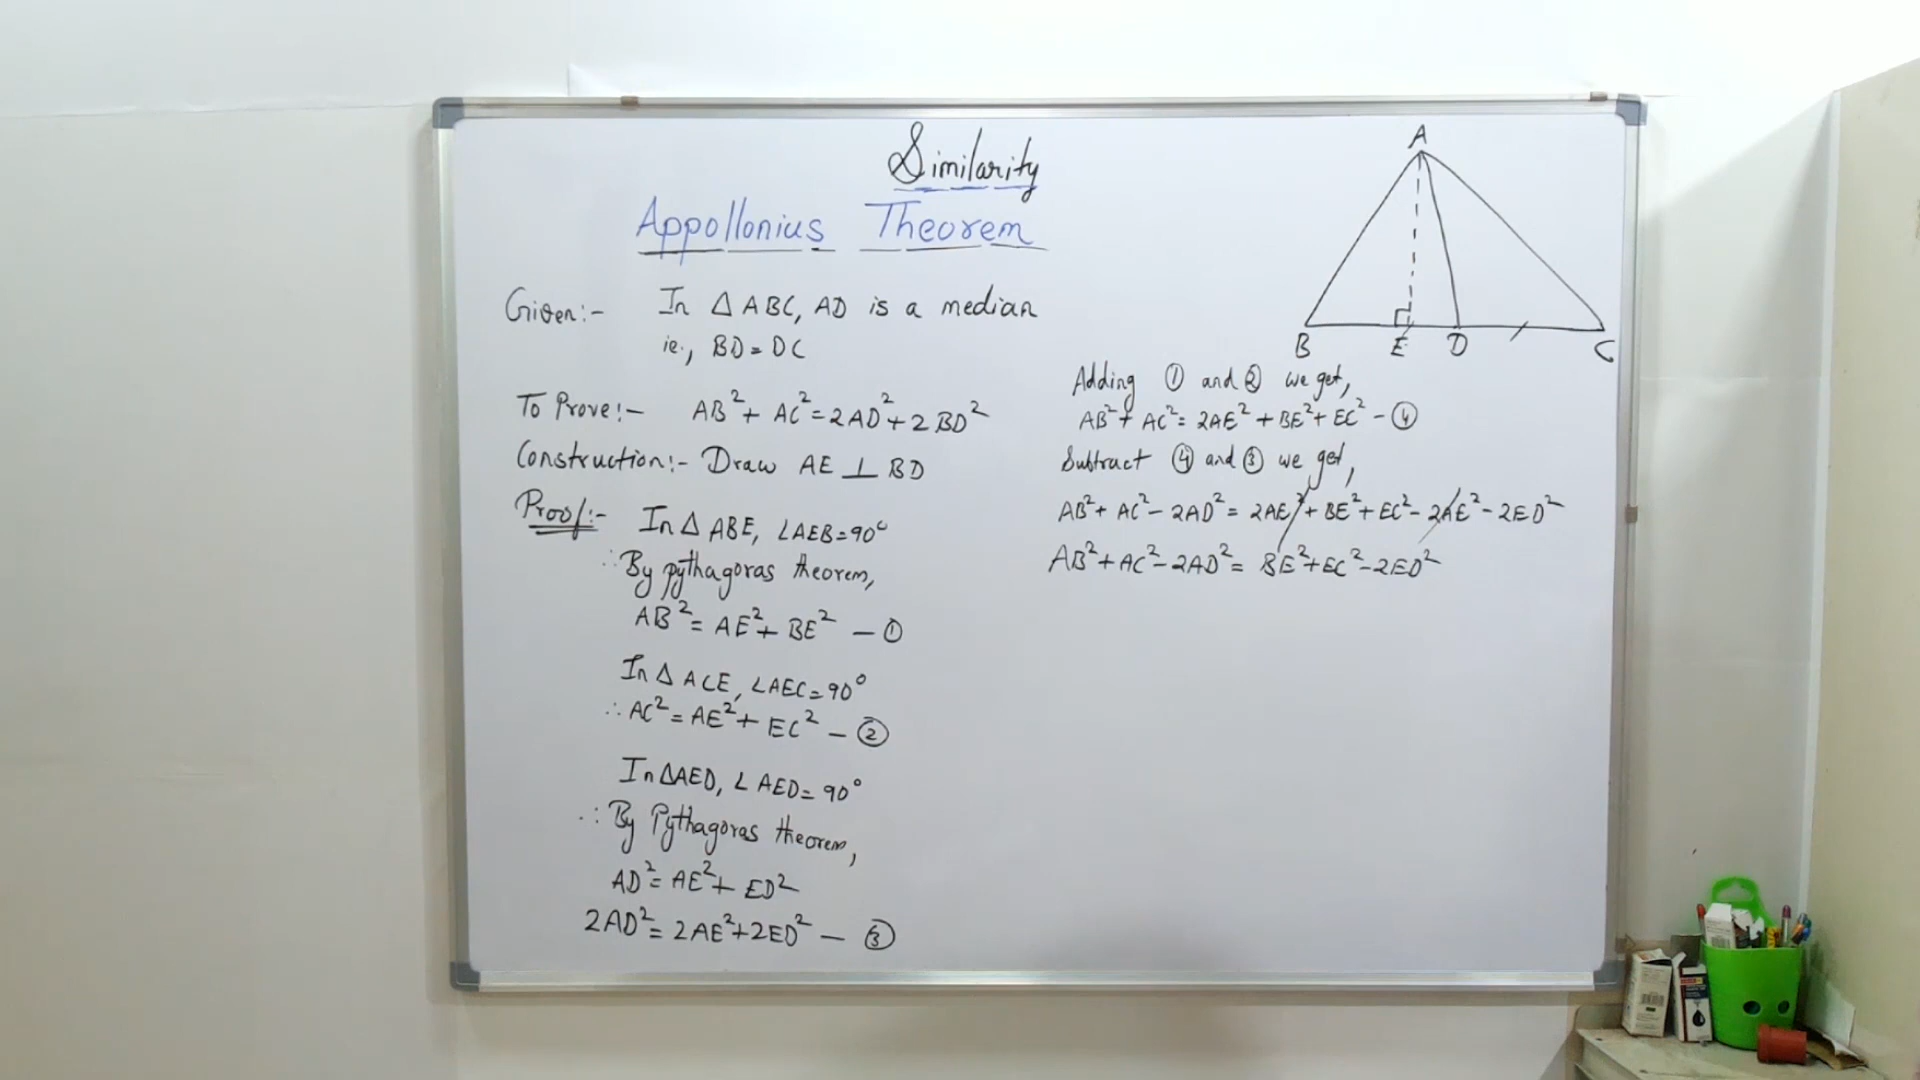 Similarity
Appollonius Theorem
Given:- In △ ABC, AD is a median
ie., BD = DC
To Prove:- AB² + AC² = 2AD² + 2BD²
Construction:- Draw AE ⊥ BD
Proof:- In △ ABE, ∠AEB = 90°
∴ By pythagoras theorem,
AB² = AE² + BE² — ①
In △ ACE, ∠AEC = 90°
∴ AC² = AE² + EC² — ②
In △AED, ∠AED = 90°
∴ By Pythagoras theorem,
AD² = AE² + ED²
2AD² = 2AE² + 2ED² — ③
A
B E D C
Adding ① and ② we get,
AB² + AC² = 2AE² + BE² + EC² — ④
Subtract ④ and ③ we get,
AB² + AC² - 2AD² = 2AE² + BE² + EC² - 2AE² - 2ED²
AB² + AC² - 2AD² = BE² + EC² - 2ED²